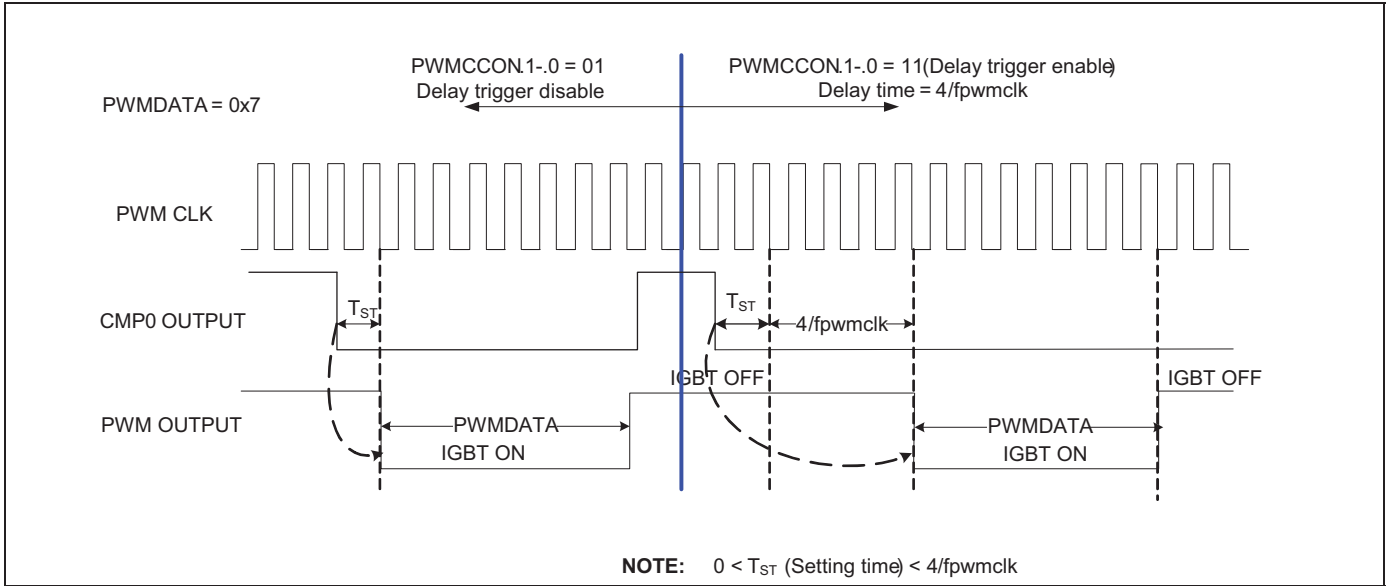 PWMCCON.1-.0 = 01
Delay trigger disable
PWMCCON.1-.0 = 11(Delay trigger enable)
Delay time = 4/fpwmclk
PWMDATA = 0x7
PWM CLK
CMP0 OUTPUT
TST
TST
4/fpwmclk
IGBT OFF
IGBT OFF
PWM OUTPUT
PWMDATA
IGBT ON
PWMDATA
IGBT ON
NOTE: 0 < TST (Setting time) < 4/fpwmclk